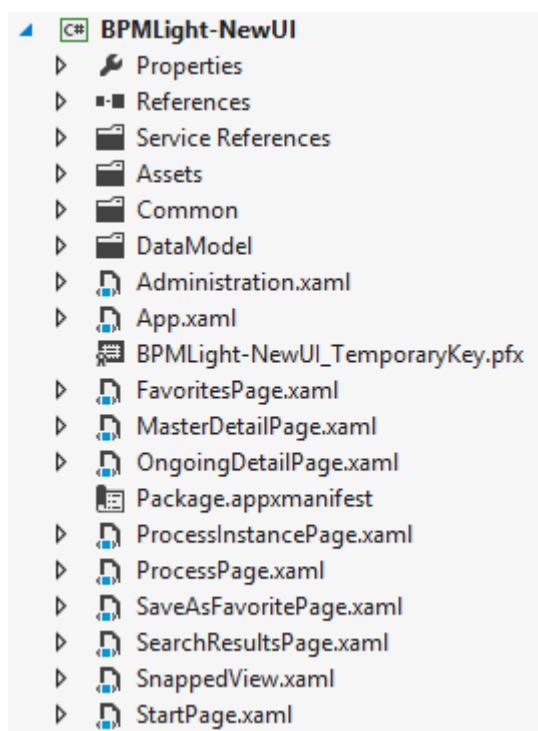 C# BPMLight-NewUI
Properties
References
Service References
Assets
Common
DataModel
Administration.xaml
App.xaml
BPMLight-NewUI_TemporaryKey.pfx
FavoritesPage.xaml
MasterDetailPage.xaml
OngoingDetailPage.xaml
Package.appxmanifest
ProcessInstancePage.xaml
ProcessPage.xaml
SaveAsFavoritePage.xaml
SearchResultsPage.xaml
SnappedView.xaml
StartPage.xaml